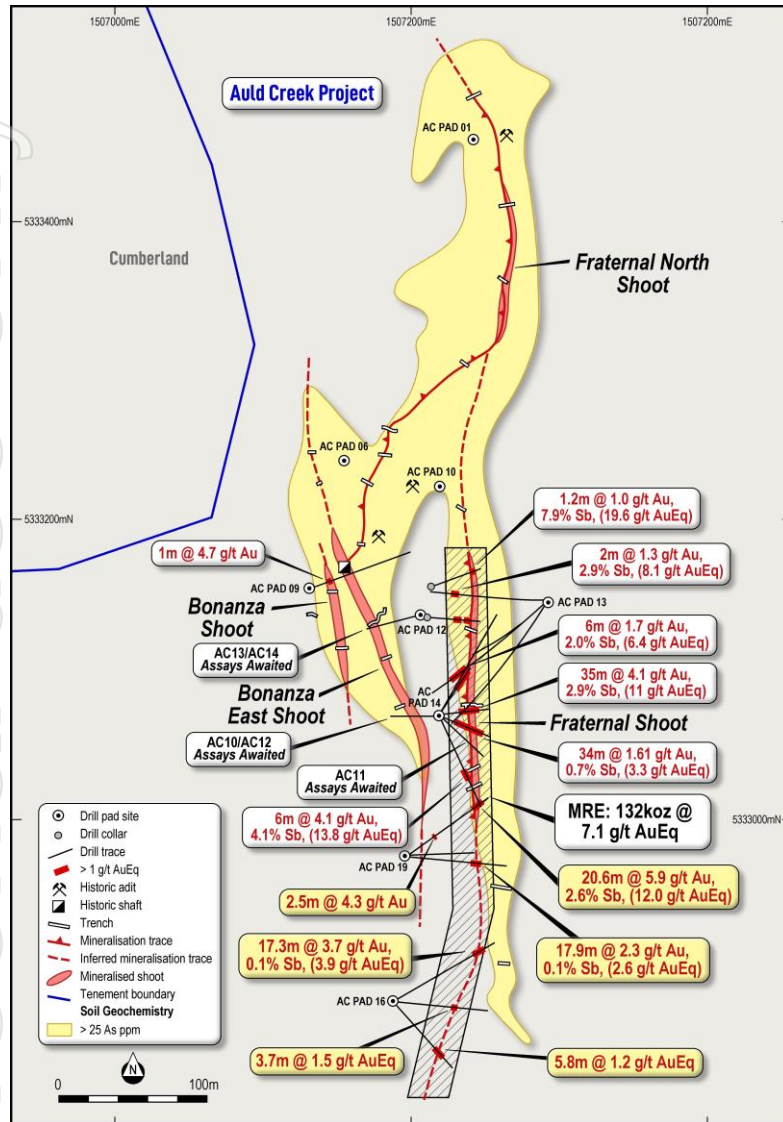 1507000mE
1507200mE
1507200mE
Auld Creek Project
AC PAD 01
5333400mN
Cumberland
Fraternal North
Shoot
AC PAD 06
AC PAD 10
5333200mN
1.2m @ 1.0 g/t Au,
7.9% Sb, (19.6 g/t AuEq)
1m @ 4.7 g/t Au
2m @ 1.3 g/t Au,
2.9% Sb, (8.1 g/t AuEq)
AC PAD 09
AC PAD 13
Bonanza
Shoot
AC PAD 12
6m @ 1.7 g/t Au,
2.0% Sb, (6.4 g/t AuEq)
AC13/AC14
Assays Awaited
35m @ 4.1 g/t Au,
2.9% Sb, (11 g/t AuEq)
Bonanza
East Shoot
AC
PAD 14
Fraternal Shoot
AC10/AC12
Assays Awaited
34m @ 1.61 g/t Au,
0.7% Sb, (3.3 g/t AuEq)
AC11
Assays Awaited
MRE: 132koz @
7.1 g/t AuEq
6m @ 4.1 g/t Au,
4.1% Sb, (13.8 g/t AuEq)
5333000mN
AC PAD 19
20.6m @ 5.9 g/t Au,
2.6% Sb, (12.0 g/t AuEq)
2.5m @ 4.3 g/t Au
17.3m @ 3.7 g/t Au,
0.1% Sb, (3.9 g/t AuEq)
17.9m @ 2.3 g/t Au,
0.1% Sb, (2.6 g/t AuEq)
AC PAD 16
3.7m @ 1.5 g/t AuEq
5.8m @ 1.2 g/t AuEq
Drill pad site
Drill collar
Drill trace
> 1 g/t AuEq
Historic adit
Historic shaft
Trench
Mineralisation trace
Inferred mineralisation trace
Mineralised shoot
Tenement boundary
Soil Geochemistry
> 25 As ppm
N
0
100m